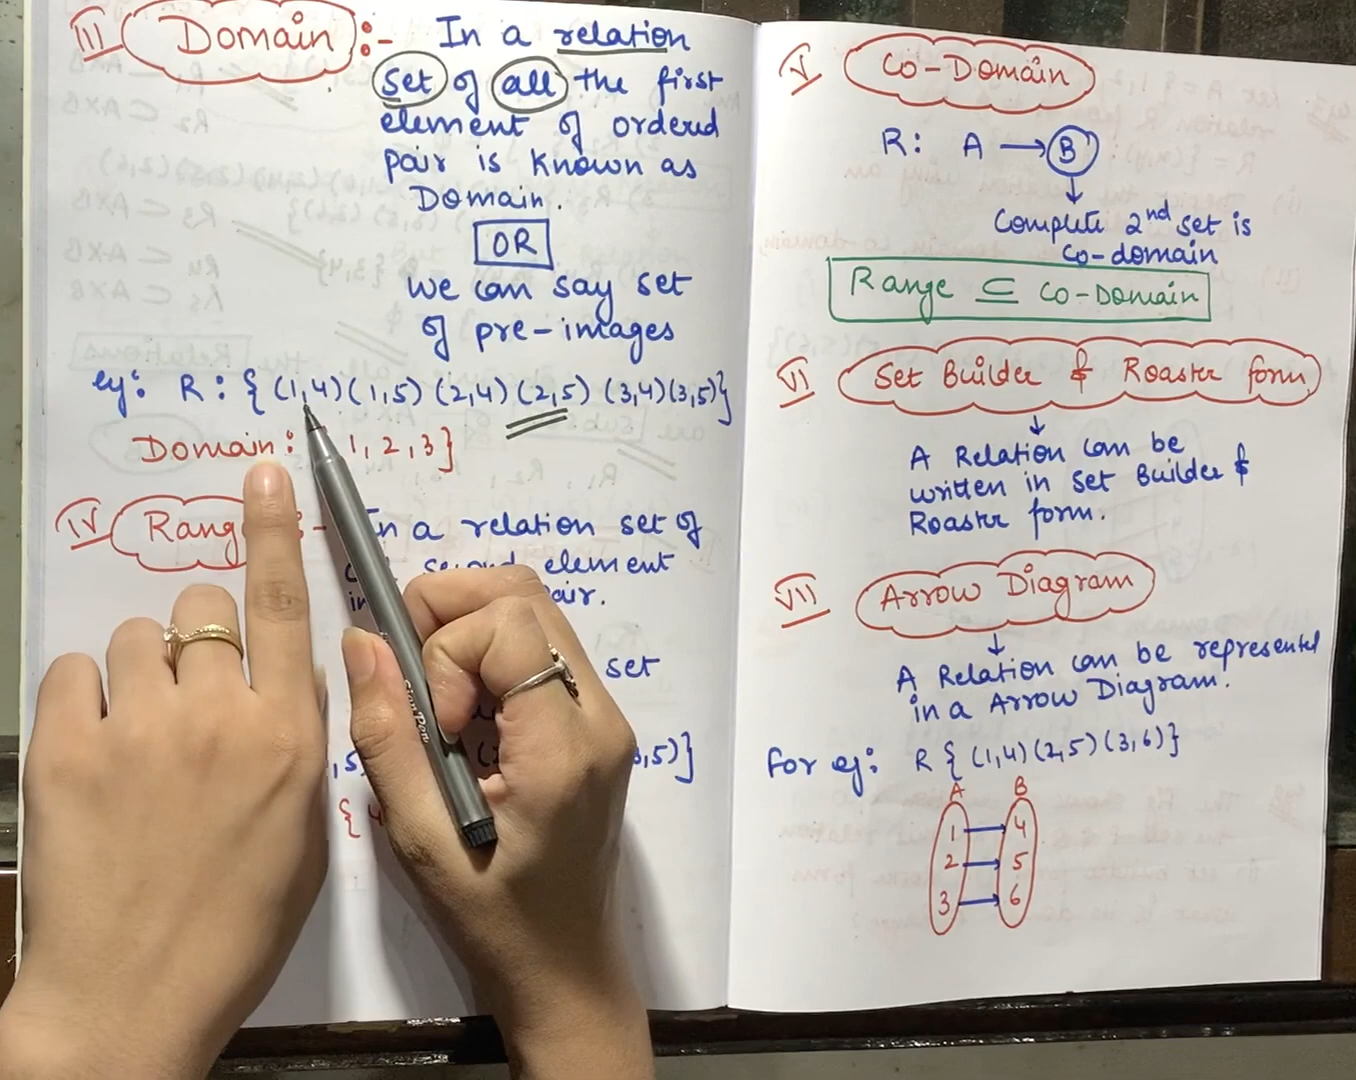 III) Domain :- In a relation
set of all the first
element of ordered
pair is known as
Domain.
OR
we can say set
of pre-images
eg: R : { (1,4) (1,5) (2,4) (2,5) (3,4) (3,5)}
Domain : 1, 2, 3 }
IV) Rang :- In a relation set of
second element
in air.
set
,5 3,5)}
{ 4
V) Co-Domain
R: A → B
Complete 2nd set is
Co-domain
Range ⊆ Co-Domain
VI) Set Builder & Roaster form
A Relation can be
written in Set Builder &
Roaster form.
VII) Arrow Diagram
A Relation can be represented
in a Arrow Diagram.
For eg: R { (1,4) (2,5) (3,6) }
A B
1 → 4
2 → 5
3 → 6